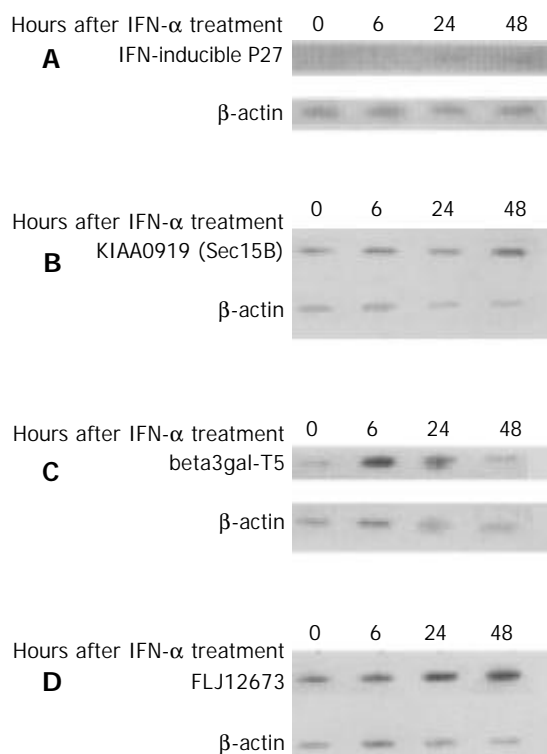 Hours after IFN-α treatment 0 6 24 48
A IFN-inducible P27
β-actin
Hours after IFN-α treatment 0 6 24 48
B KIAA0919 (Sec15B)
β-actin
Hours after IFN-α treatment 0 6 24 48
C beta3gal-T5
β-actin
Hours after IFN-α treatment 0 6 24 48
D FLJ12673
β-actin